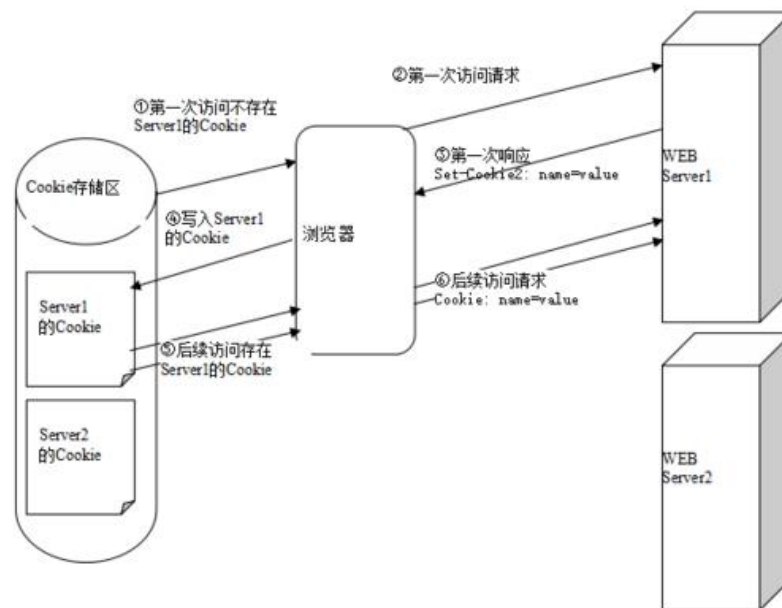 ②第一次访问请求
①第一次访问不存在
Server1的Cookie
③第一次响应
Set-Cookie2: name=value
WEB
Server1
Cookie存储区
④写入Server1
的Cookie
浏览器
⑥后续访问请求
Cookie: name=value
Server1
的Cookie
⑤后续访问存在
Server1的Cookie
Server2
的Cookie
WEB
Server2